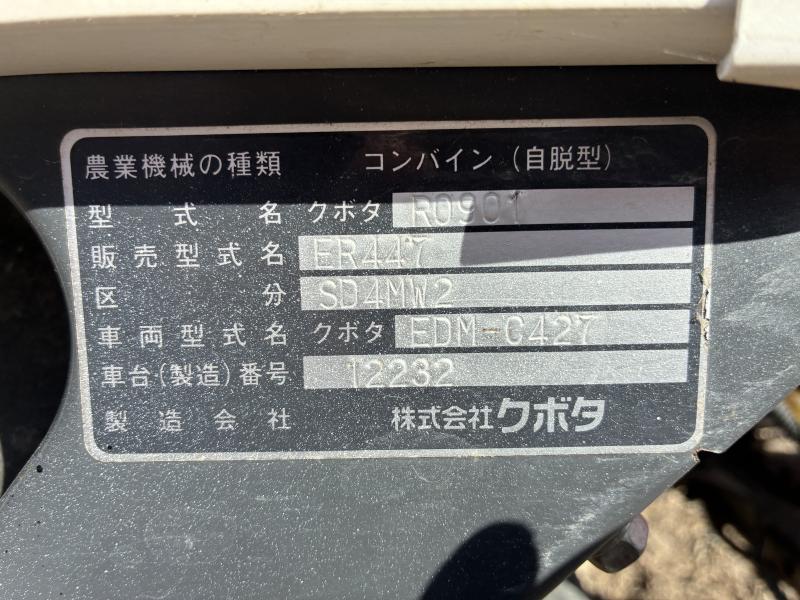 農業機械の種類 コンバイン(自脱型)
型式名 クボタ R0901
販売型式名 ER447
区分 SD4MW2
車両型式名 クボタ EDM-C427
車台(製造)番号 12232
製造会社 株式会社クボタ